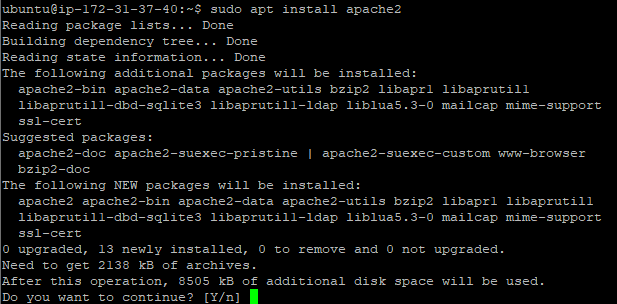 ubuntu@ip-172-31-37-40:~$ sudo apt install apache2
Reading package lists... Done
Building dependency tree... Done
Reading state information... Done
The following additional packages will be installed:
  apache2-bin apache2-data apache2-utils bzip2 libapr1 libaprutil1
  libaprutil1-dbd-sqlite3 libaprutil1-ldap liblua5.3-0 mailcap mime-support
  ssl-cert
Suggested packages:
  apache2-doc apache2-suexec-pristine | apache2-suexec-custom www-browser
  bzip2-doc
The following NEW packages will be installed:
  apache2 apache2-bin apache2-data apache2-utils bzip2 libapr1 libaprutil1
  libaprutil1-dbd-sqlite3 libaprutil1-ldap liblua5.3-0 mailcap mime-support
  ssl-cert
0 upgraded, 13 newly installed, 0 to remove and 0 not upgraded.
Need to get 2138 kB of archives.
After this operation, 8505 kB of additional disk space will be used.
Do you want to continue? [Y/n]